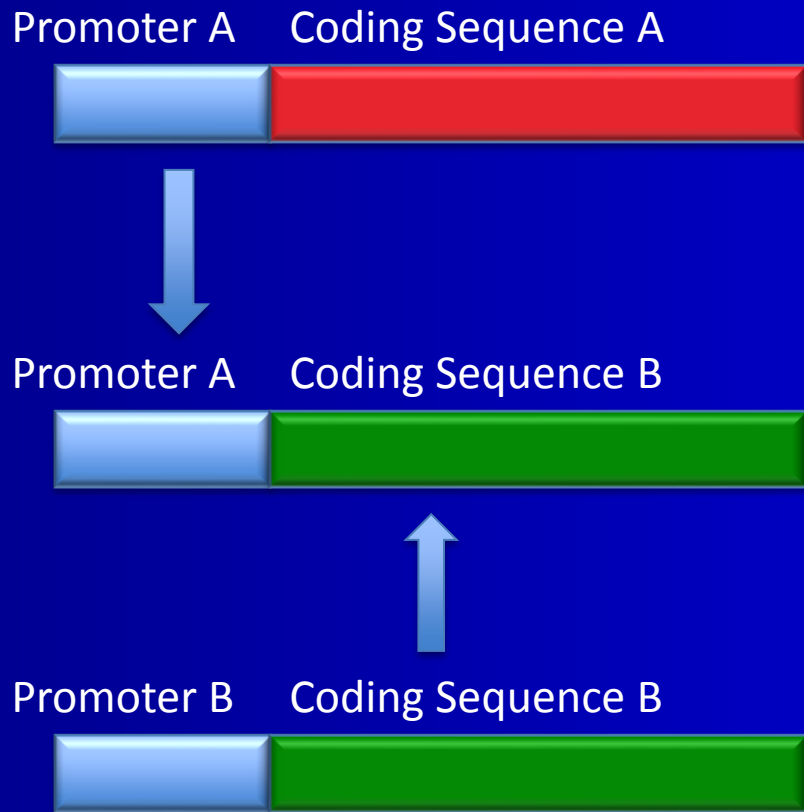 Promoter A Coding Sequence A
Promoter A Coding Sequence B
Promoter B Coding Sequence B